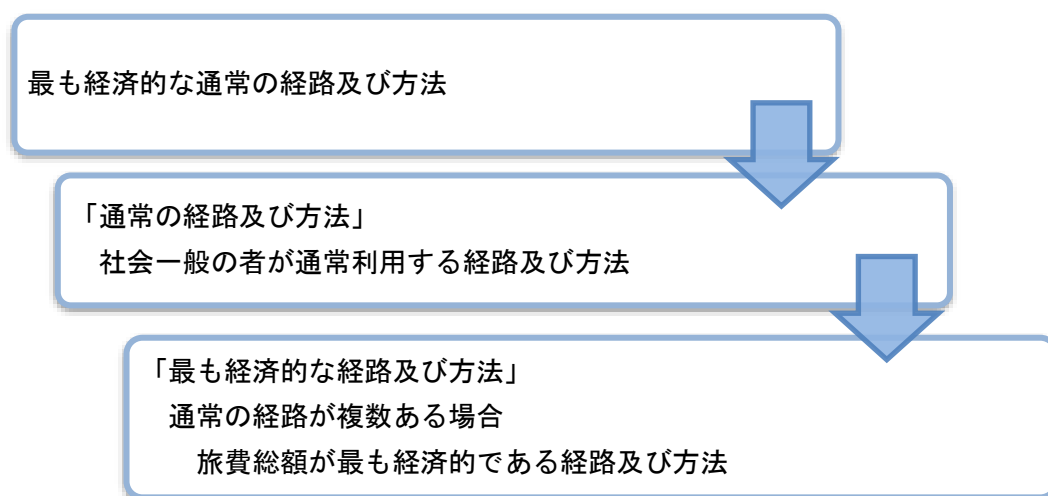 最も経済的な通常の経路及び方法
「通常の経路及び方法」
社会一般の者が通常利用する経路及び方法
「最も経済的な経路及び方法」
通常の経路が複数ある場合
旅費総額が最も経済的である経路及び方法